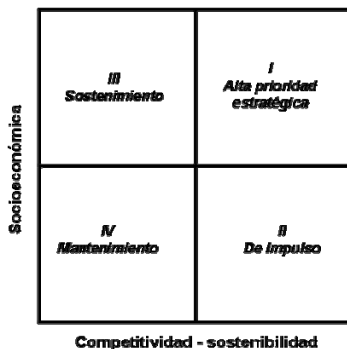 III
Sostenimiento
I
Alta prioridad
estratégica
Socioeconómica
IV
Mantenimiento
II
De impulso
Competitividad - sostenibilidad